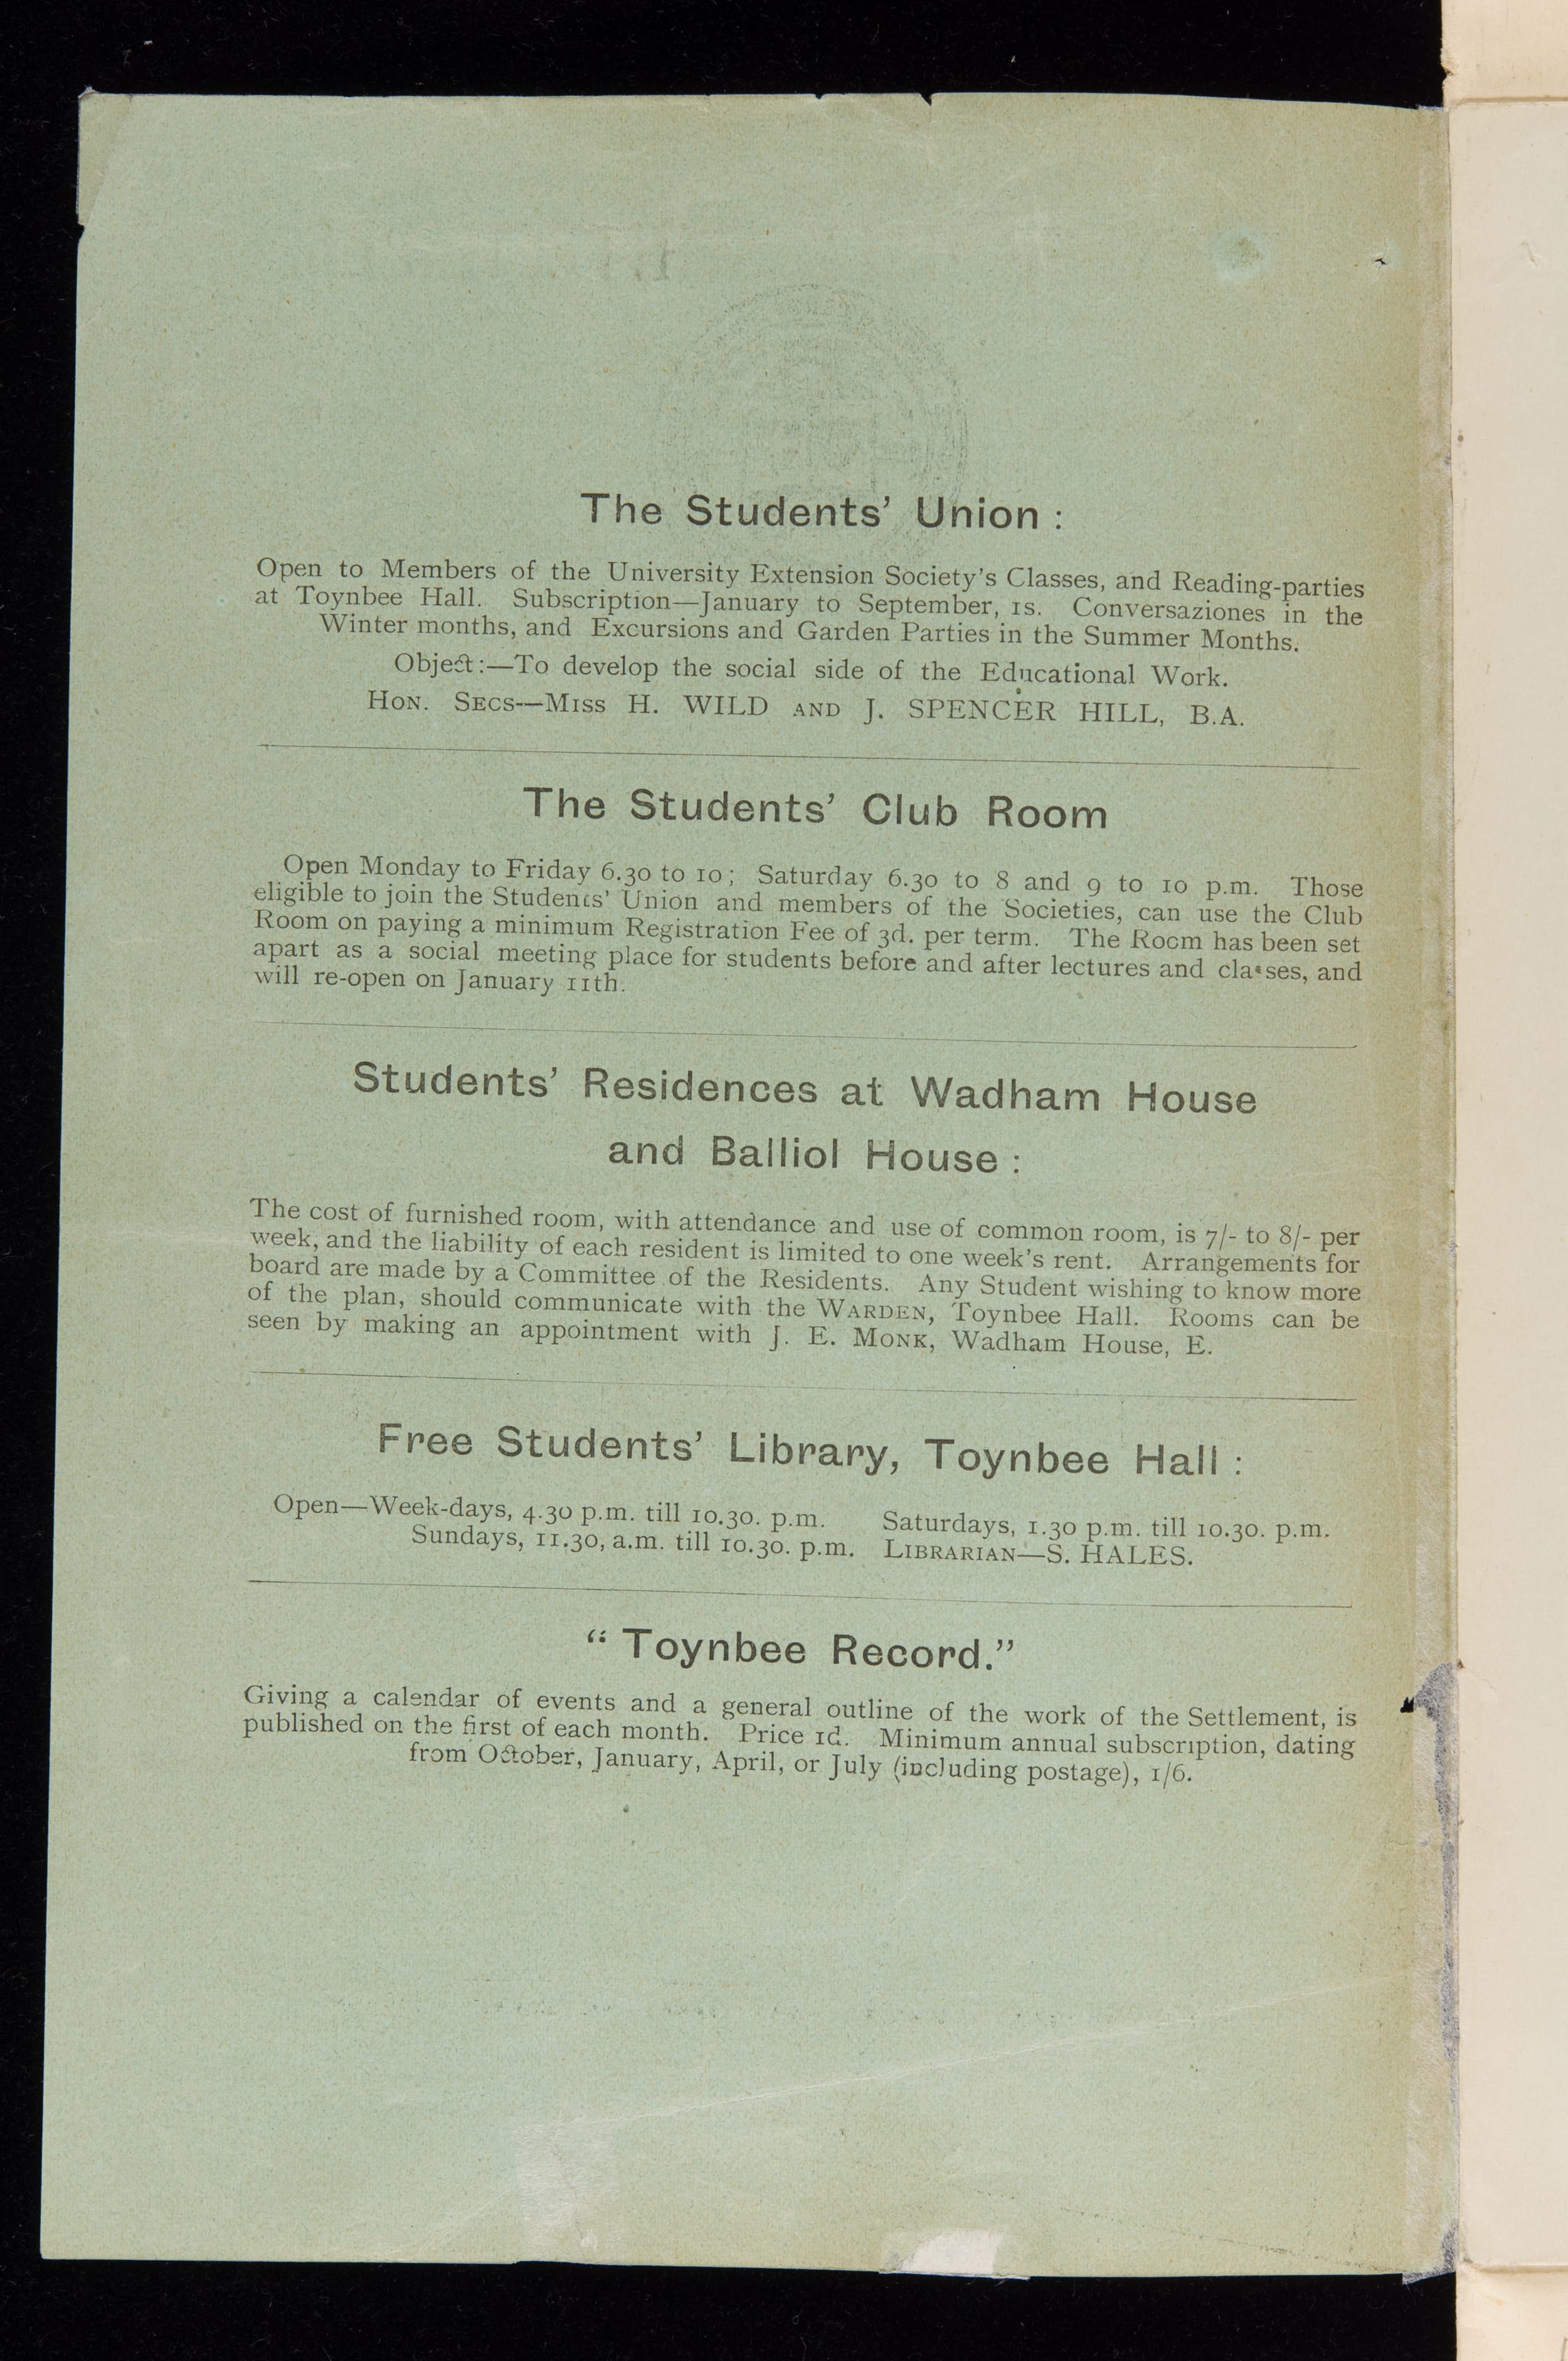 The Students’ Union :
Open to Members of the University Extension Society’s Classes, and Reading-parties
at Toynbee Hall. Subscription—January to September, 1s. Conversaziones in the
Winter months, and Excursions and Garden Parties in the Summer Months.
Object:—To develop the social side of the Educational Work.
HON. SECS—MISS H. WILD AND J. SPENCER HILL, B.A.
The Students’ Club Room
Open Monday to Friday 6.30 to 10; Saturday 6.30 to 8 and 9 to 10 p.m. Those
eligible to join the Students’ Union and members of the Societies, can use the Club
Room on paying a minimum Registration Fee of 3d. per term. The Room has been set
apart as a social meeting place for students before and after lectures and classes, and
will re-open on January 11th.
Students’ Residences at Wadham House
and Balliol House :
The cost of furnished room, with attendance and use of common room, is 7/- to 8/- per
week, and the liability of each resident is limited to one week’s rent. Arrangements for
board are made by a Committee of the Residents. Any Student wishing to know more
of the plan, should communicate with the WARDEN, Toynbee Hall. Rooms can be
seen by making an appointment with J. E. MONK, Wadham House, E.
Free Students’ Library, Toynbee Hall :
Open—Week-days, 4.30 p.m. till 10.30. p.m. Saturdays, 1.30 p.m. till 10.30. p.m.
Sundays, 11.30, a.m. till 10.30. p.m. LIBRARIAN—S. HALES.
“Toynbee Record.”
Giving a calendar of events and a general outline of the work of the Settlement, is
published on the first of each month. Price 1d. Minimum annual subscription, dating
from October, January, April, or July (including postage), 1/6.